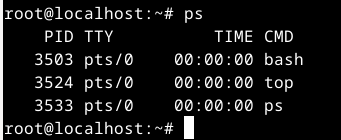 root@localhost:~# ps
    PID TTY          TIME CMD
   3503 pts/0    00:00:00 bash
   3524 pts/0    00:00:00 top
   3533 pts/0    00:00:00 ps
root@localhost:~#